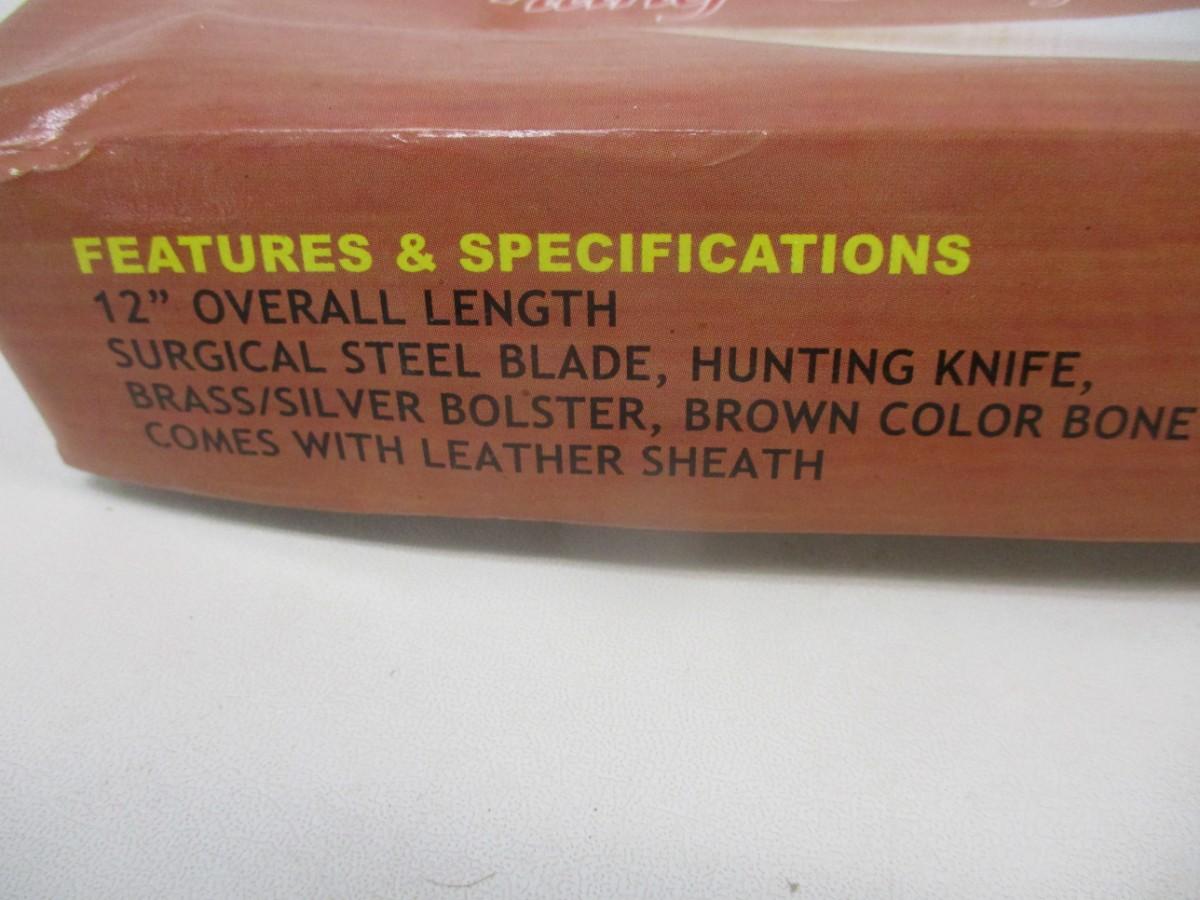 FEATURES & SPECIFICATIONS
12” OVERALL LENGTH
SURGICAL STEEL BLADE, HUNTING KNIFE,
BRASS/SILVER BOLSTER, BROWN COLOR BONE
COMES WITH LEATHER SHEATH